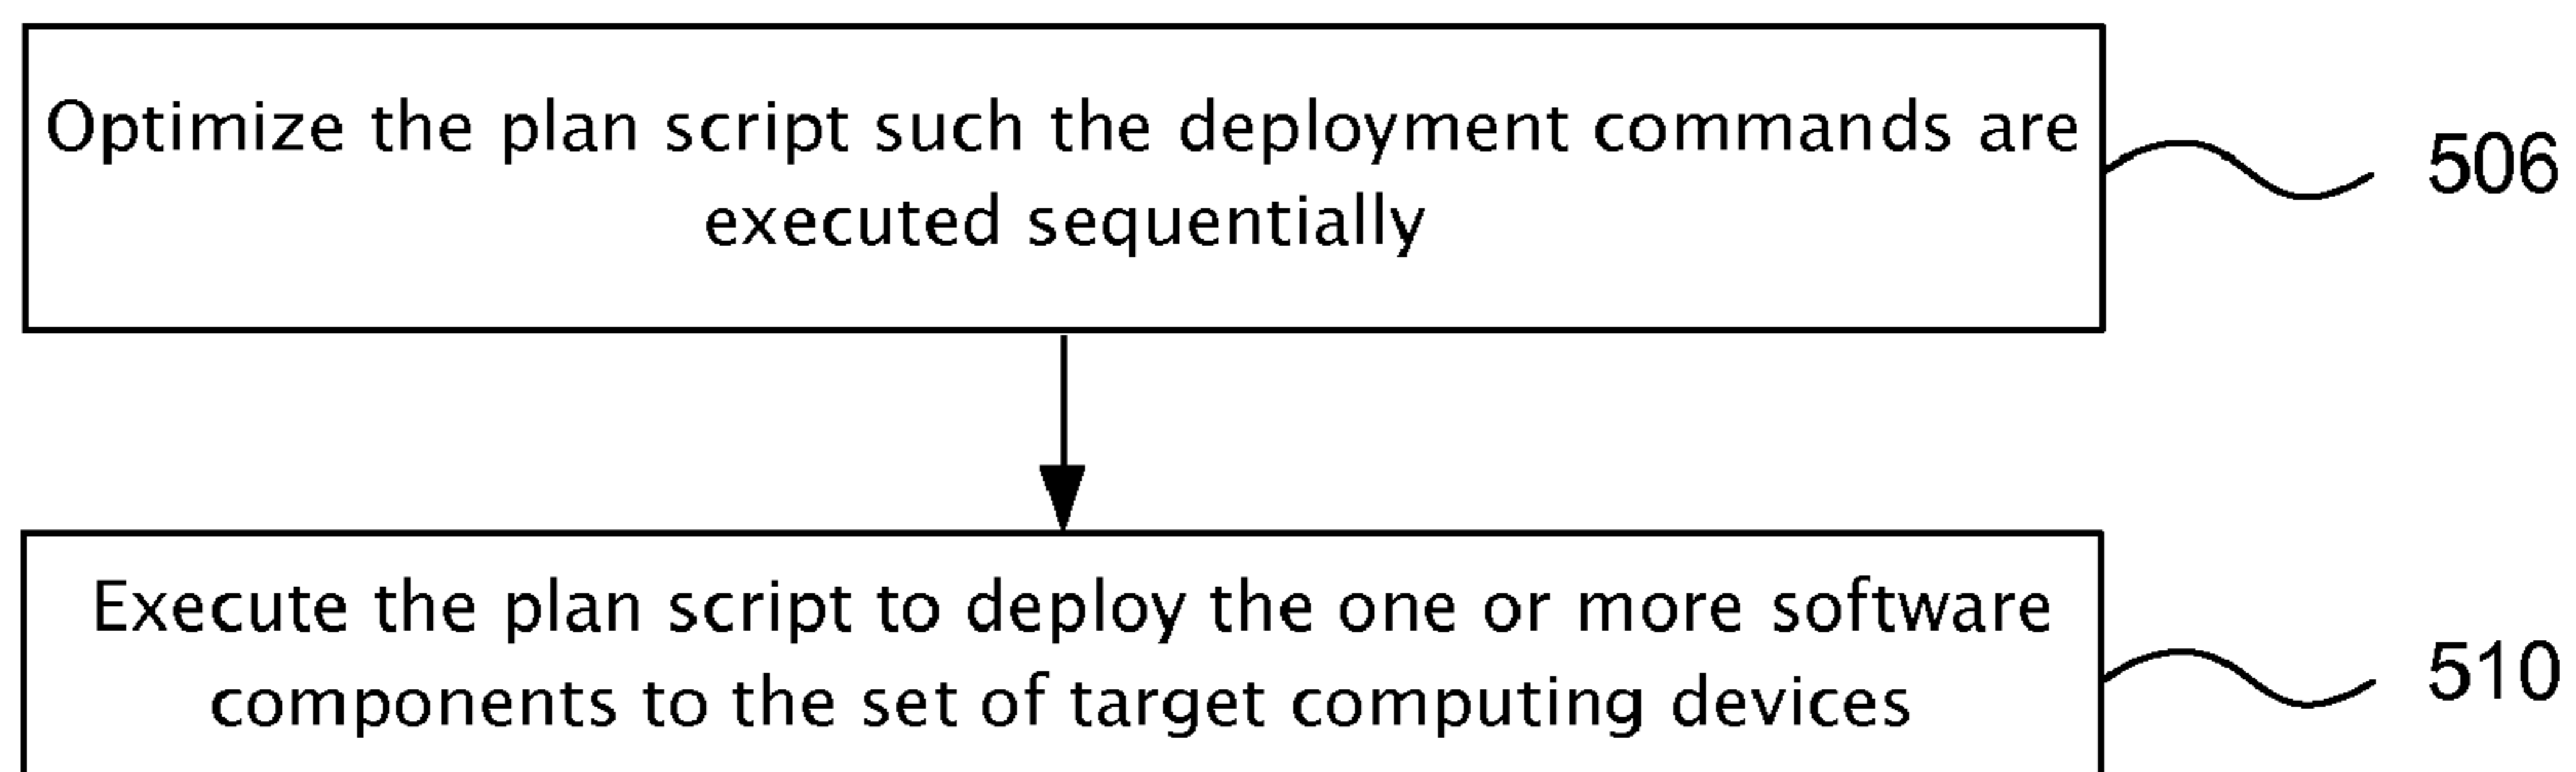 Optimize the plan script such the deployment commands are
executed sequentially
506
Execute the plan script to deploy the one or more software
components to the set of target computing devices
510